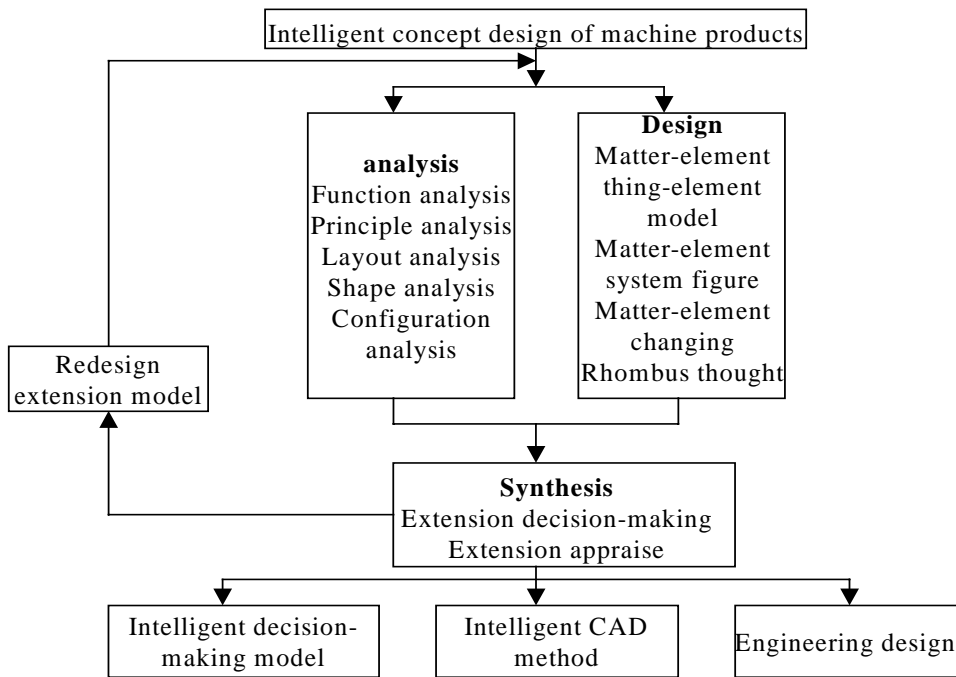 Intelligent concept design of machine products
analysis
Function analysis
Principle analysis
Layout analysis
Shape analysis
Configuration
analysis
Design
Matter-element
thing-element
model
Matter-element
system figure
Matter-element
changing
Rhombus thought
Redesign
extension model
Synthesis
Extension decision-making
Extension appraise
Intelligent decision-
making model
Intelligent CAD
method
Engineering design